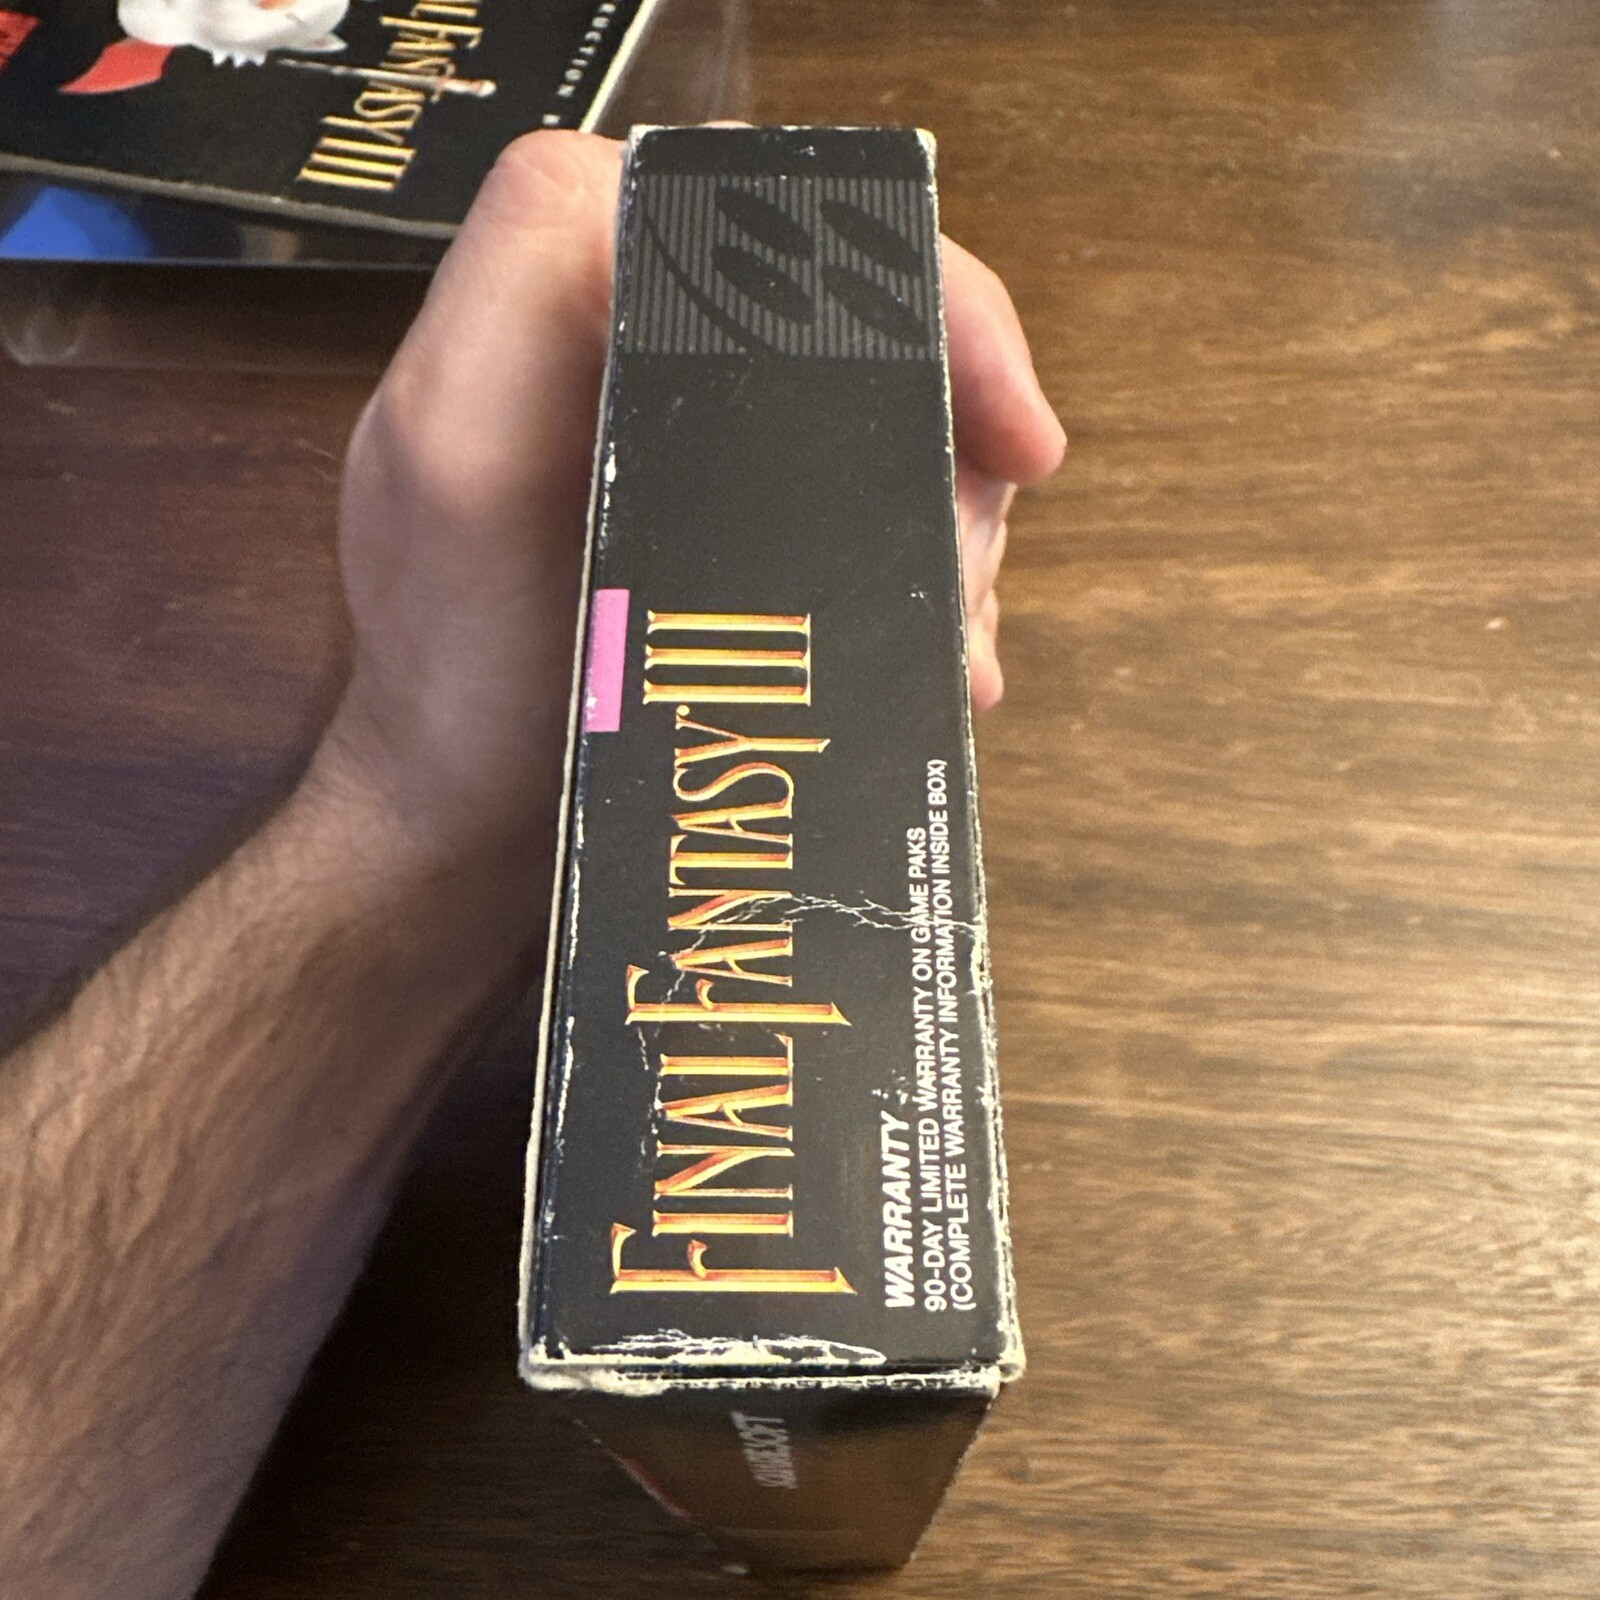 FINAL FANTASY III
WARRANTY
90-DAY LIMITED WARRANTY ON GAME PAKS
(COMPLETE WARRANTY INFORMATION INSIDE BOX)
SQUARESOFT
FANTASY III